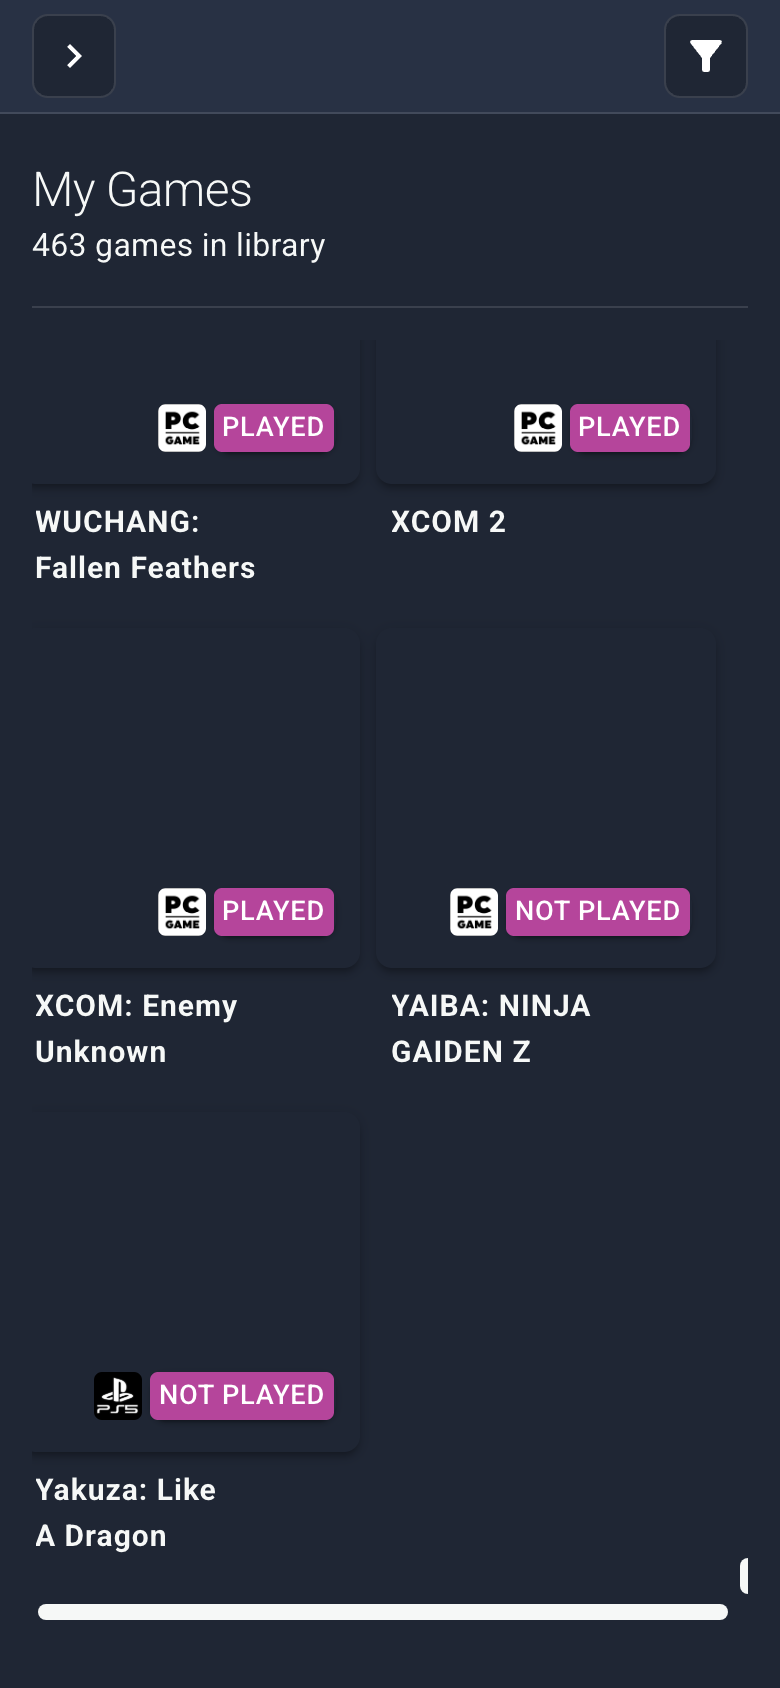 My Games
463 games in library
PC GAME PLAYED
PC GAME PLAYED
WUCHANG:
Fallen Feathers
XCOM 2
PC GAME PLAYED
PC GAME NOT PLAYED
XCOM: Enemy
Unknown
YAIBA: NINJA
GAIDEN Z
PS5 NOT PLAYED
Yakuza: Like
A Dragon